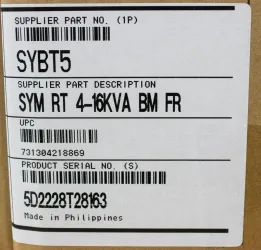 SUPPLIER PART NO. (1P)
SYBT5
SUPPLIER PART DESCRIPTION
SYM RT 4-16KVA BM FR
UPC
731304218869
PRODUCT SERIAL NO. (S)
5D2228T28163
Made in Philippines